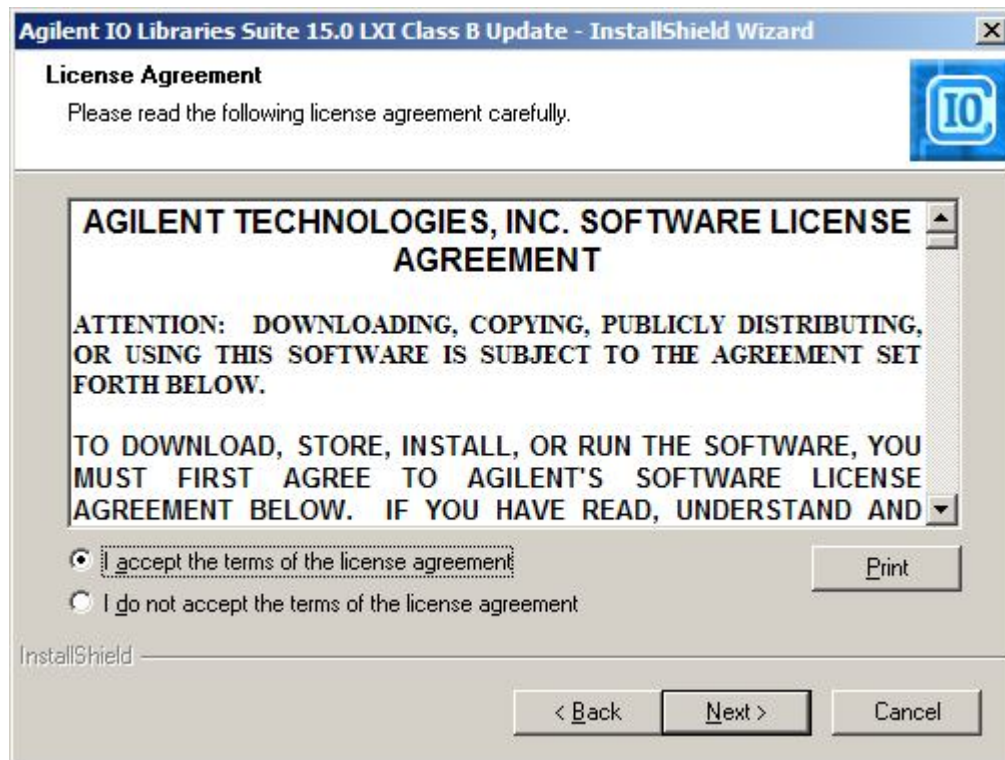 Agilent IO Libraries Suite 15.0 LXI Class B Update - InstallShield Wizard
License Agreement
Please read the following license agreement carefully.
IO
AGILENT TECHNOLOGIES, INC. SOFTWARE LICENSE
AGREEMENT
ATTENTION: DOWNLOADING, COPYING, PUBLICLY DISTRIBUTING,
OR USING THIS SOFTWARE IS SUBJECT TO THE AGREEMENT SET
FORTH BELOW.
TO DOWNLOAD, STORE, INSTALL, OR RUN THE SOFTWARE, YOU
MUST FIRST AGREE TO AGILENT'S SOFTWARE LICENSE
AGREEMENT BELOW. IF YOU HAVE READ, UNDERSTAND AND
I accept the terms of the license agreement
Print
I do not accept the terms of the license agreement
InstallShield
< Back Next > Cancel